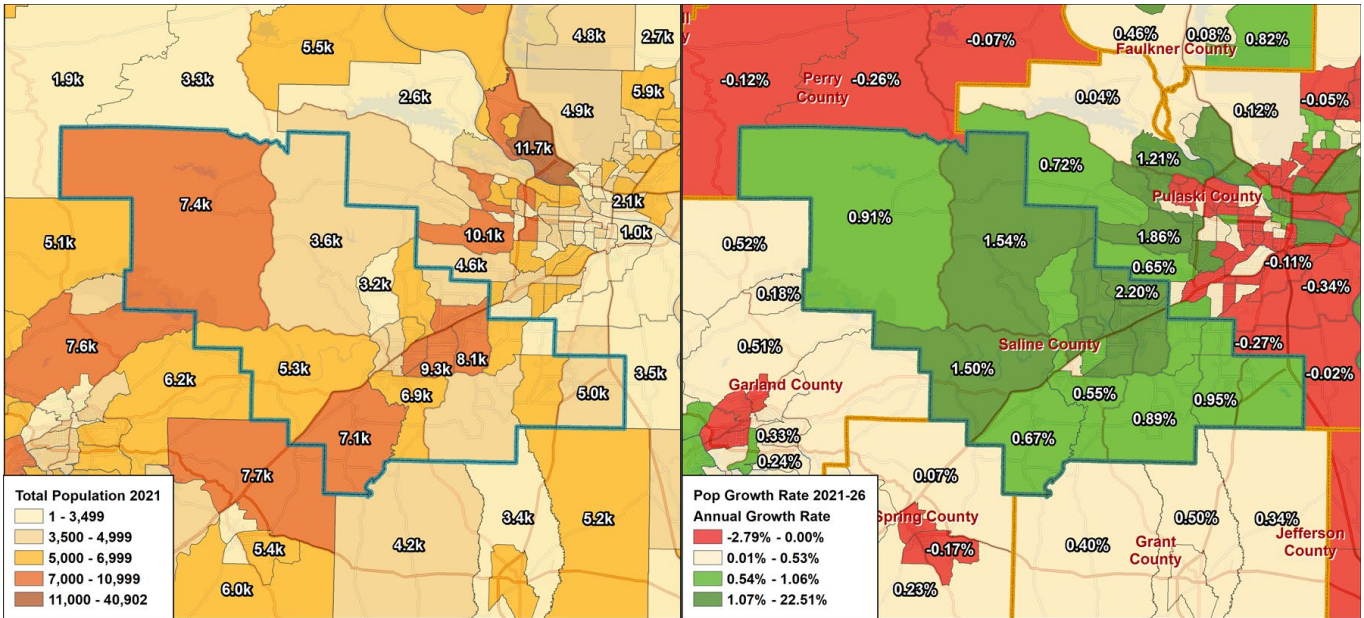 5.5k
4.8k
2.7k
1.9k
3.3k
2.6k
4.9k
5.9k
11.7k
7.4k
2.1k
5.1k
3.6k
10.1k
1.0k
4.6k
3.2k
7.6k
8.1k
9.3k
3.5k
6.2k
5.3k
6.9k
5.0k
7.1k
7.7k
3.4k
5.2k
4.2k
5.4k
6.0k
Total Population 2021
1 - 3,499
3,500 - 4,999
5,000 - 6,999
7,000 - 10,999
11,000 - 40,902
-0.07%
0.46%
0.08%
0.82%
Faulkner County
-0.12%
Perry
County
-0.26%
0.04%
0.12%
-0.05%
0.72%
1.21%
Pulaski County
0.91%
0.52%
1.54%
1.86%
0.65%
-0.11%
-0.34%
0.18%
2.20%
0.51%
Saline County
-0.27%
1.50%
-0.02%
Garland County
0.55%
0.95%
0.89%
0.33%
0.24%
0.67%
0.07%
Spring County
0.50%
0.34%
-0.17%
0.40%
Grant
County
Jefferson
County
0.23%
Pop Growth Rate 2021-26
Annual Growth Rate
-2.79% - 0.00%
0.01% - 0.53%
0.54% - 1.06%
1.07% - 22.51%